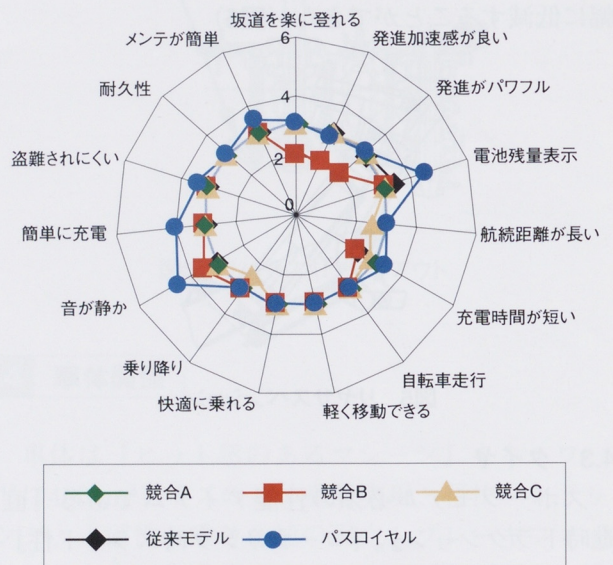 坂道を楽に登れる
メンテが簡単
発進加速感が良い
耐久性
発進がパワフル
盗難されにくい
電池残量表示
簡単に充電
航続距離が長い
音が静か
充電時間が短い
乗り降り
自転車走行
快適に乗れる
軽く移動できる
6
4
2
0
競合A
競合B
競合C
従来モデル
パスロイヤル